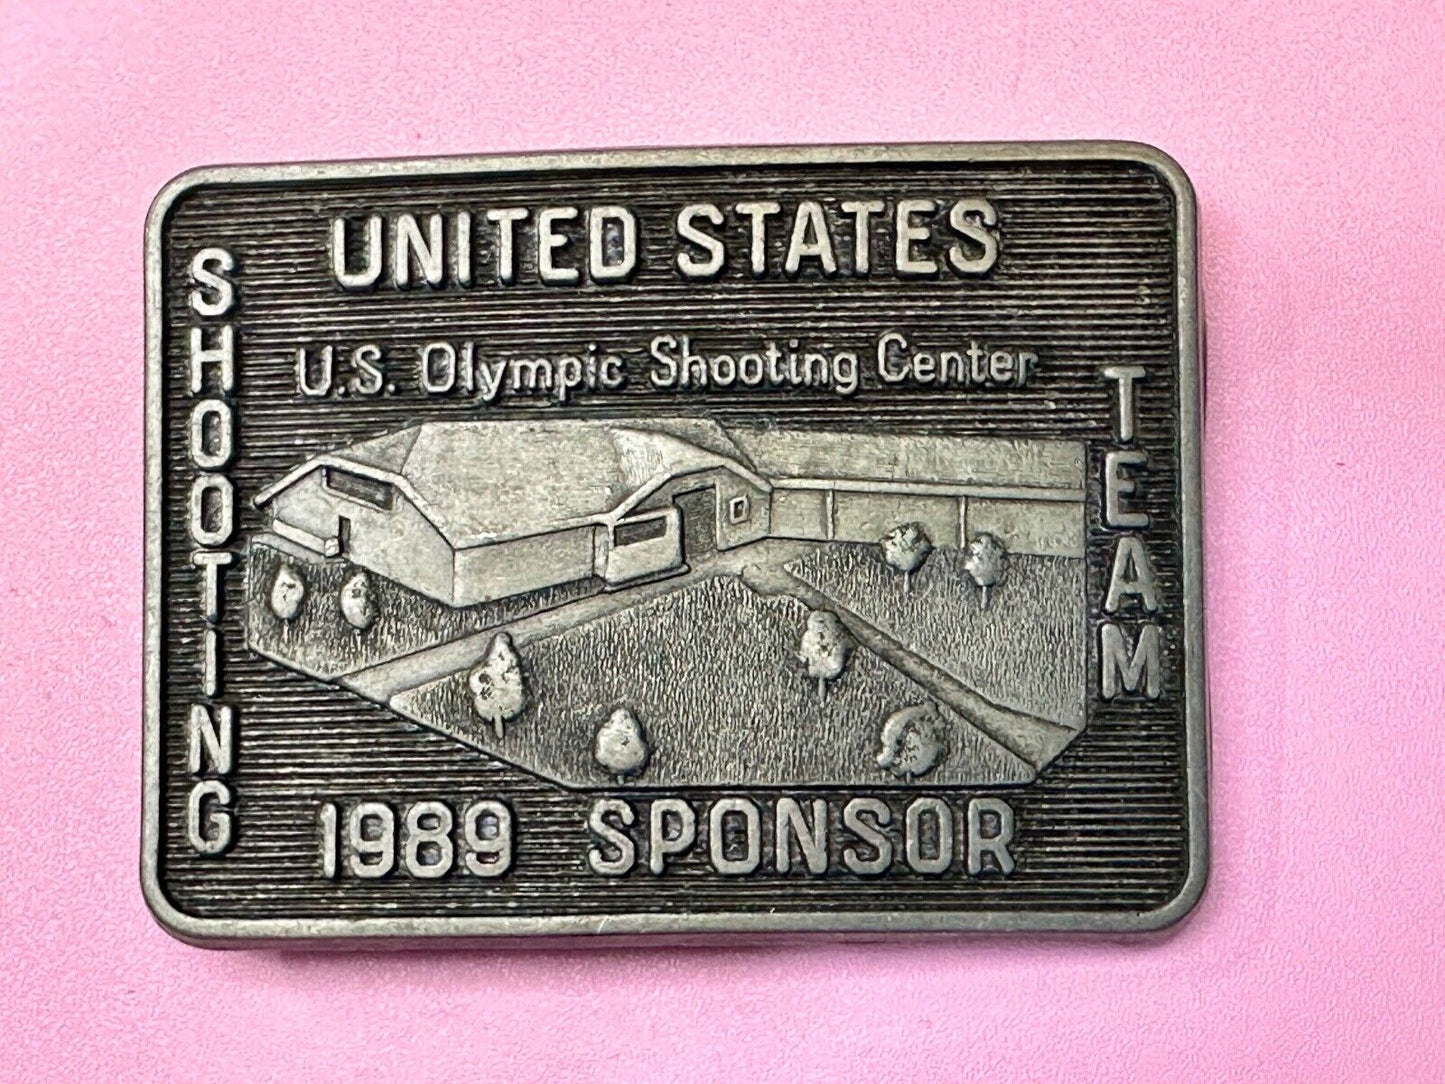 UNITED STATES
SHOOTING
U.S. Olympic Shooting Center
TEAM
1989 SPONSOR